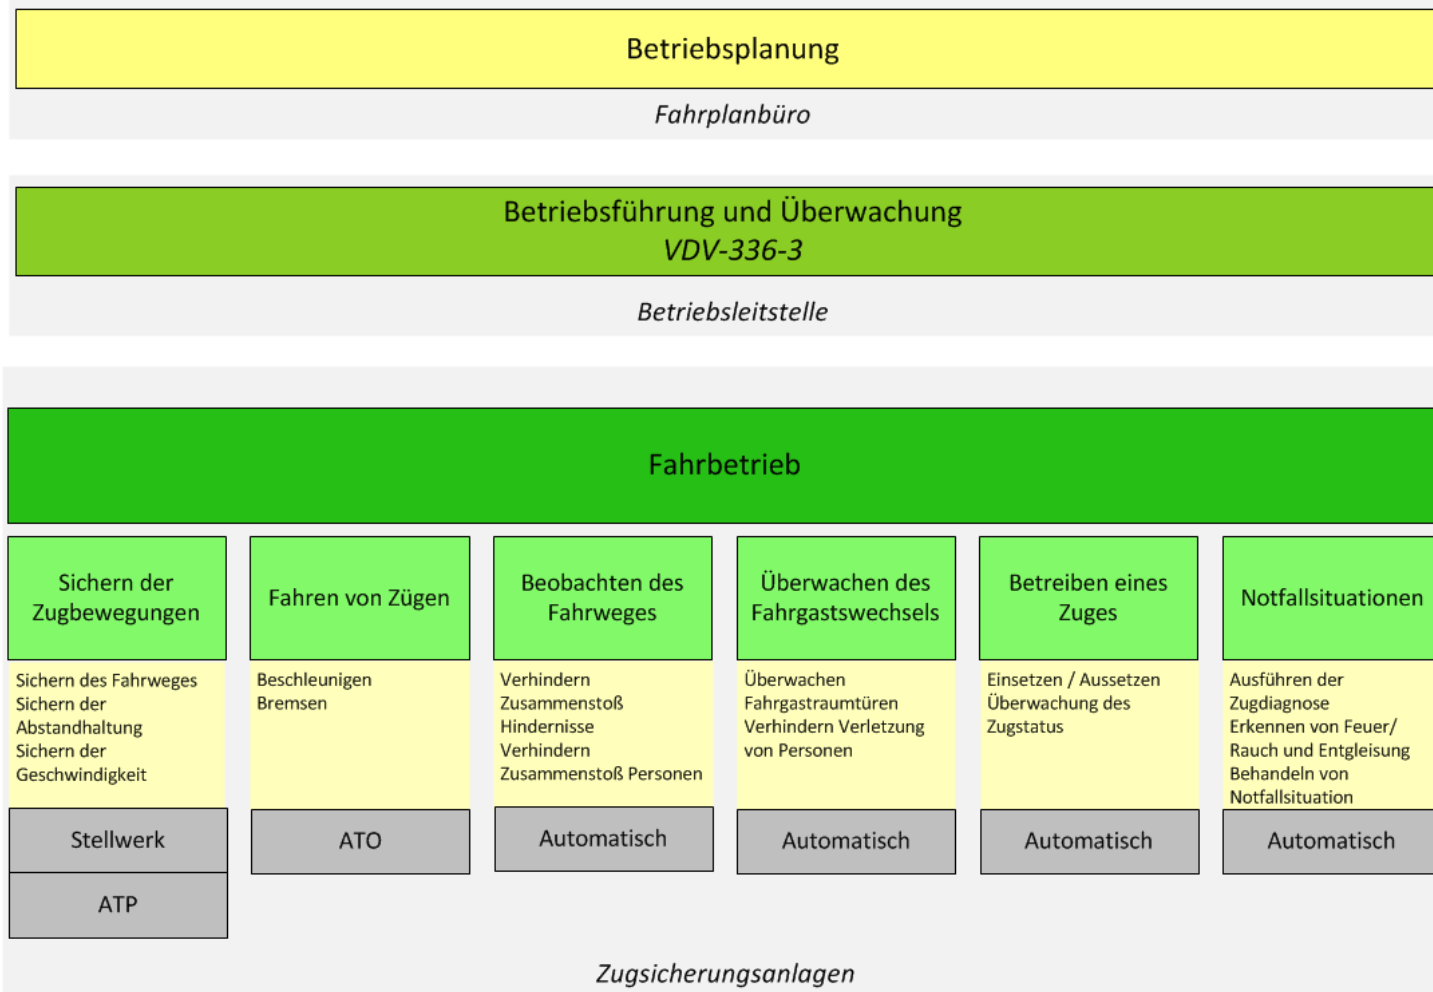 Betriebsplanung
Fahrplanbüro
Betriebsführung und Überwachung
VDV-336-3
Betriebsleitstelle
Fahrbetrieb
Sichern der
Zugbewegungen
Sichern des Fahrweges
Sichern der
Abstandhaltung
Sichern der
Geschwindigkeit
Stellwerk
ATP
Fahren von Zügen
Beschleunigen
Bremsen
ATO
Beobachten des
Fahrweges
Verhindern
Zusammenstoß
Hindernisse
Verhindern
Zusammenstoß Personen
Automatisch
Überwachen des
Fahrgastswechsels
Überwachen
Fahrgastraumtüren
Verhindern Verletzung
von Personen
Automatisch
Betreiben eines
Zuges
Einsetzen / Aussetzen
Überwachung des
Zugstatus
Automatisch
Notfallsituationen
Ausführen der
Zugdiagnose
Erkennen von Feuer/
Rauch und Entgleisung
Behandeln von
Notfallsituation
Automatisch
Zugsicherungsanlagen